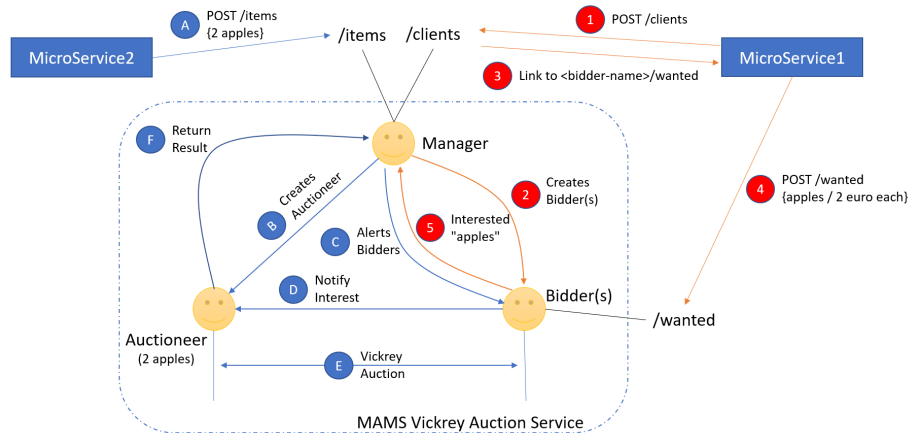 A
POST /items
{2 apples}
/items
/clients
1
POST /clients
MicroService2
MicroService1
3
Link to <bidder-name>/wanted
F
Return
Result
Manager
B
Creates
Auctioneer
2
Creates
Bidder(s)
4
POST /wanted
{apples / 2 euro each}
C
Alerts
Bidders
5
Interested
"apples"
D
Notify
Interest
Bidder(s)
/wanted
Auctioneer
(2 apples)
E
Vickrey
Auction
MAMS Vickrey Auction Service